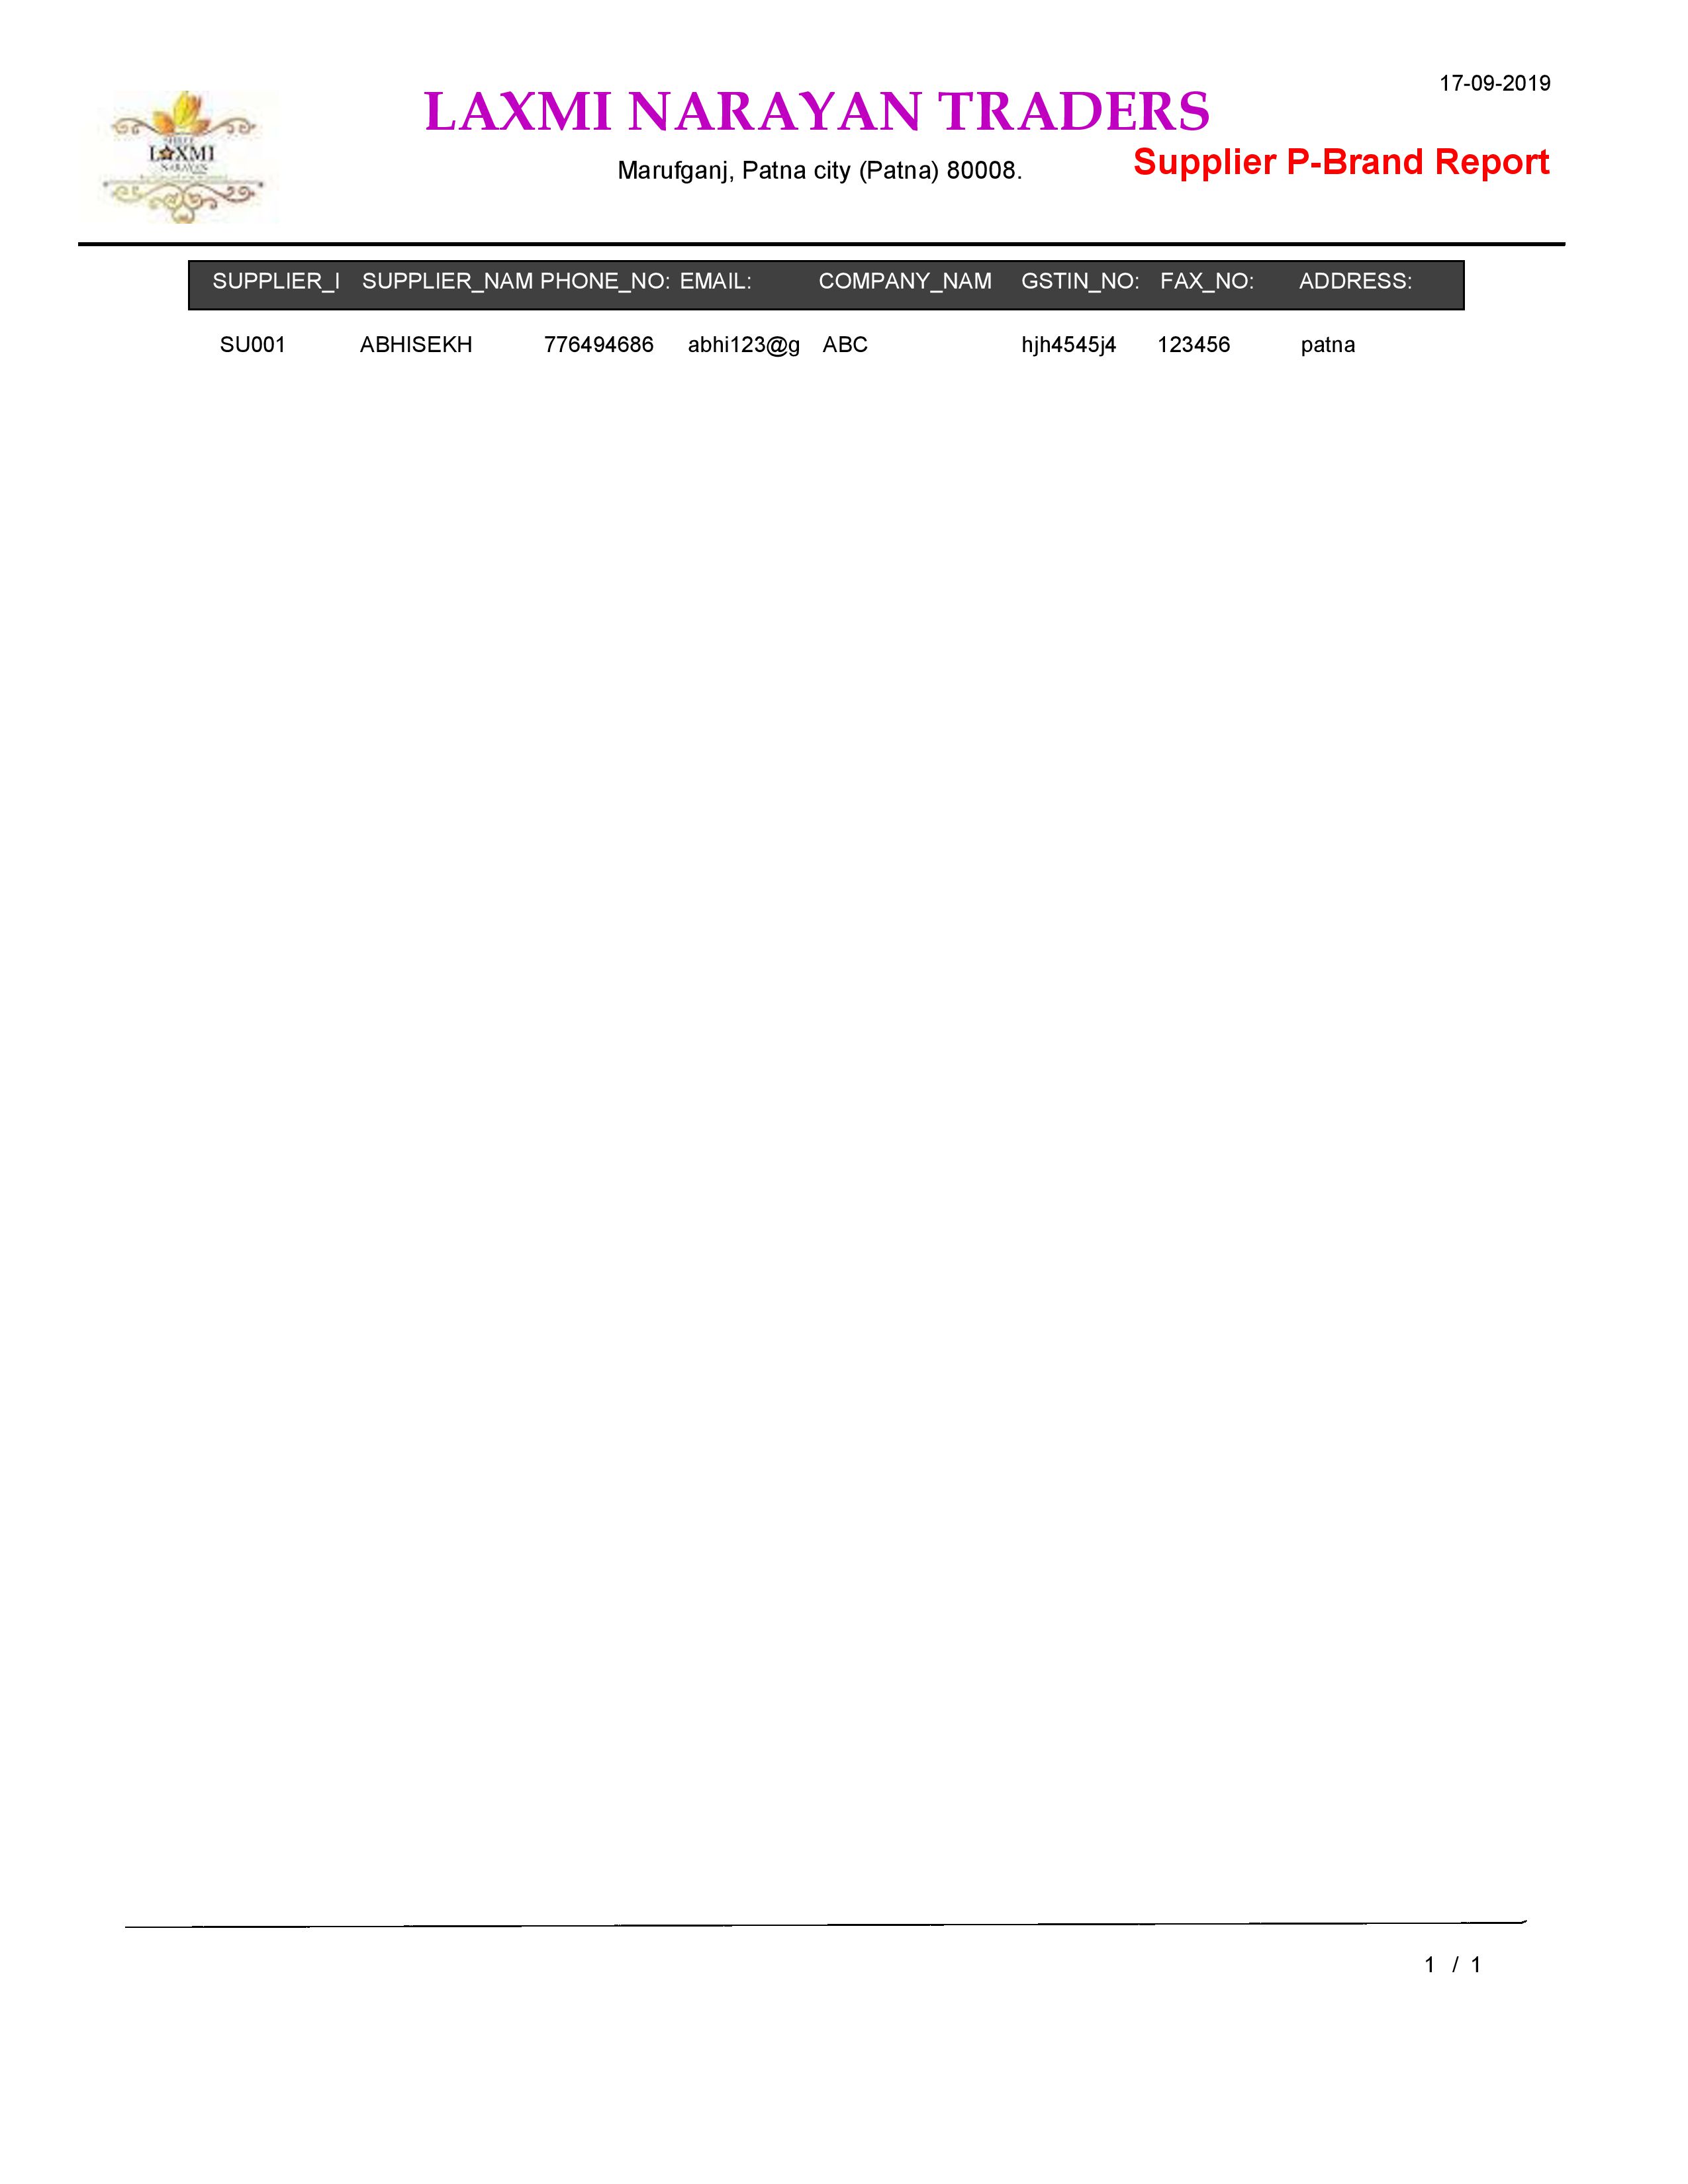 17-09-2019
LAXMI NARAYAN TRADERS
LAXMI
NARAYAN
Marufganj, Patna city (Patna) 80008.
Supplier P-Brand Report
SUPPLIER_I SUPPLIER_NAM PHONE_NO: EMAIL: COMPANY_NAM GSTIN_NO: FAX_NO: ADDRESS:
SU001 ABHISEKH 776494686 abhi123@g ABC hjh4545j4 123456 patna
1 / 1